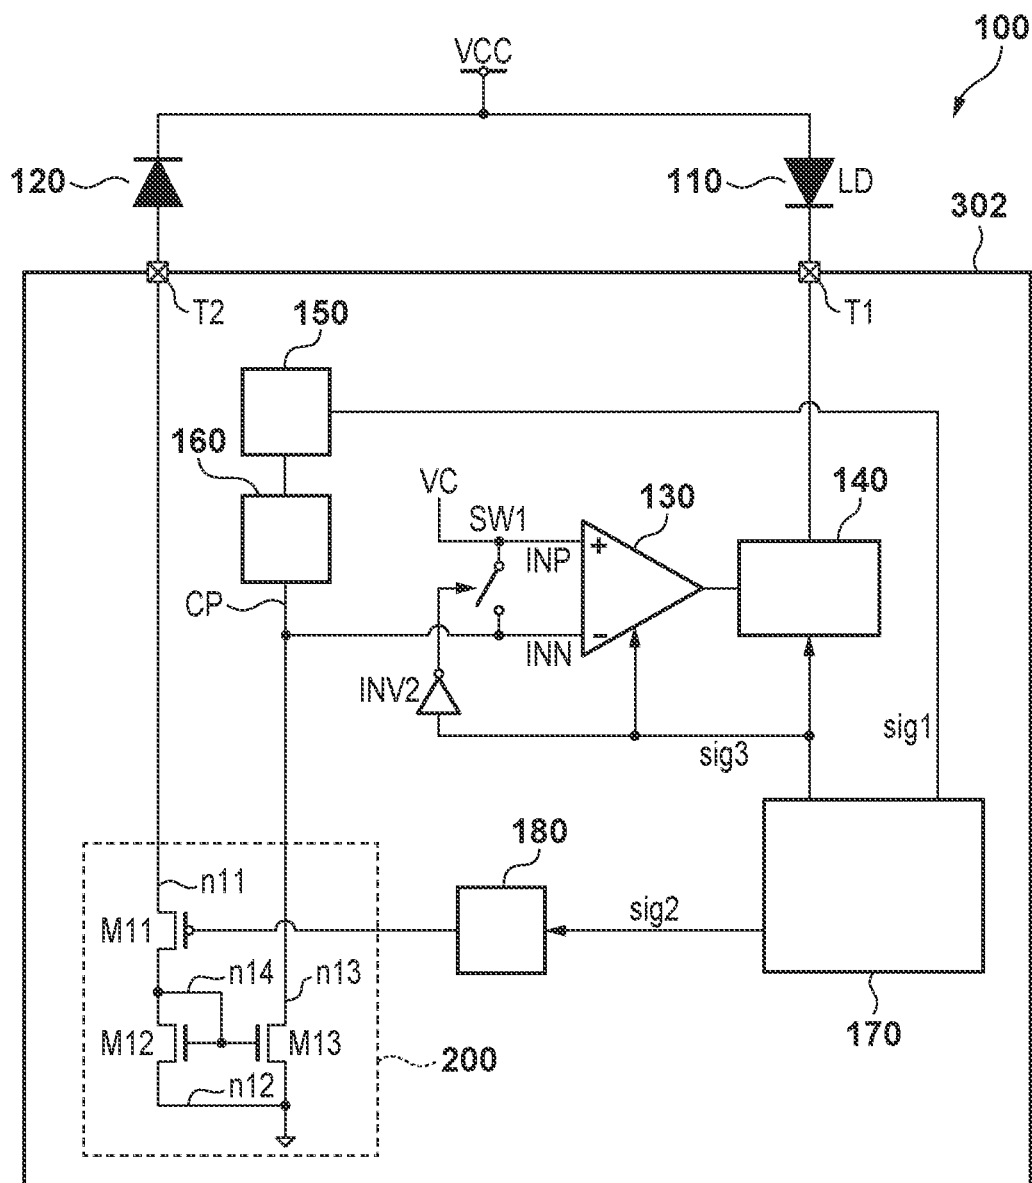 100
VCC
120
110
LD
302
T2
T1
150
160
VC
SW1
130
140
INP
+
CP
-
INN
INV2
sig3
sig1
180
n11
sig2
M11
n14
n13
170
M12
M13
200
n12